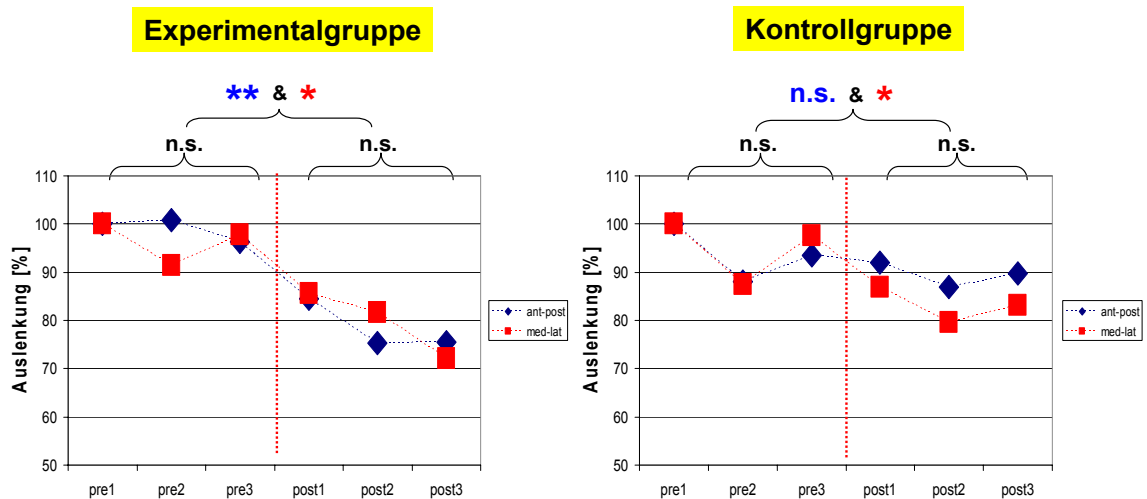 Experimentalgruppe
** & *
n.s. n.s.
110
100
90
80
70
60
50
Auslenkung [%]
pre1 pre2 pre3 post1 post2 post3
ant-post
med-lat
Kontrollgruppe
n.s. & *
n.s. n.s.
110
100
90
80
70
60
50
Auslenkung [%]
pre1 pre2 pre3 post1 post2 post3
ant-post
med-lat